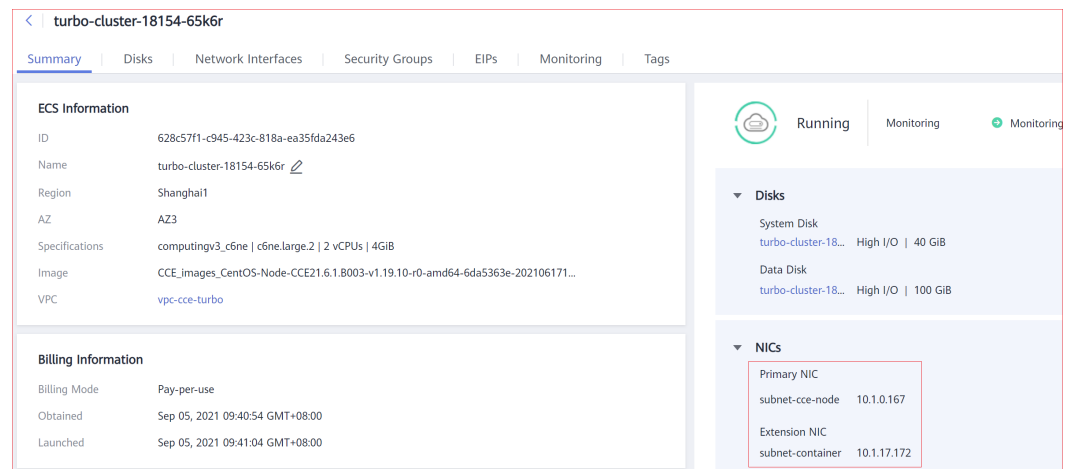 turbo-cluster-18154-65k6r
Summary Disks Network Interfaces Security Groups EIPs Monitoring Tags
ECS Information
ID 628c57f1-c945-423c-818a-ea35fda243e6
Name turbo-cluster-18154-65k6r
Region Shanghai1
AZ AZ3
Specifications computingv3_c6ne | c6ne.large.2 | 2 vCPUs | 4GiB
Image CCE_images_CentOS-Node-CCE21.6.1.B003-v1.19.10-r0-amd64-6da5363e-202106171...
VPC vpc-cce-turbo
Billing Information
Billing Mode Pay-per-use
Obtained Sep 05, 2021 09:40:54 GMT+08:00
Launched Sep 05, 2021 09:41:04 GMT+08:00
Running Monitoring Monitoring
Disks
System Disk
turbo-cluster-18... High I/O | 40 GiB
Data Disk
turbo-cluster-18... High I/O | 100 GiB
NICs
Primary NIC
subnet-cce-node 10.1.0.167
Extension NIC
subnet-container 10.1.17.172